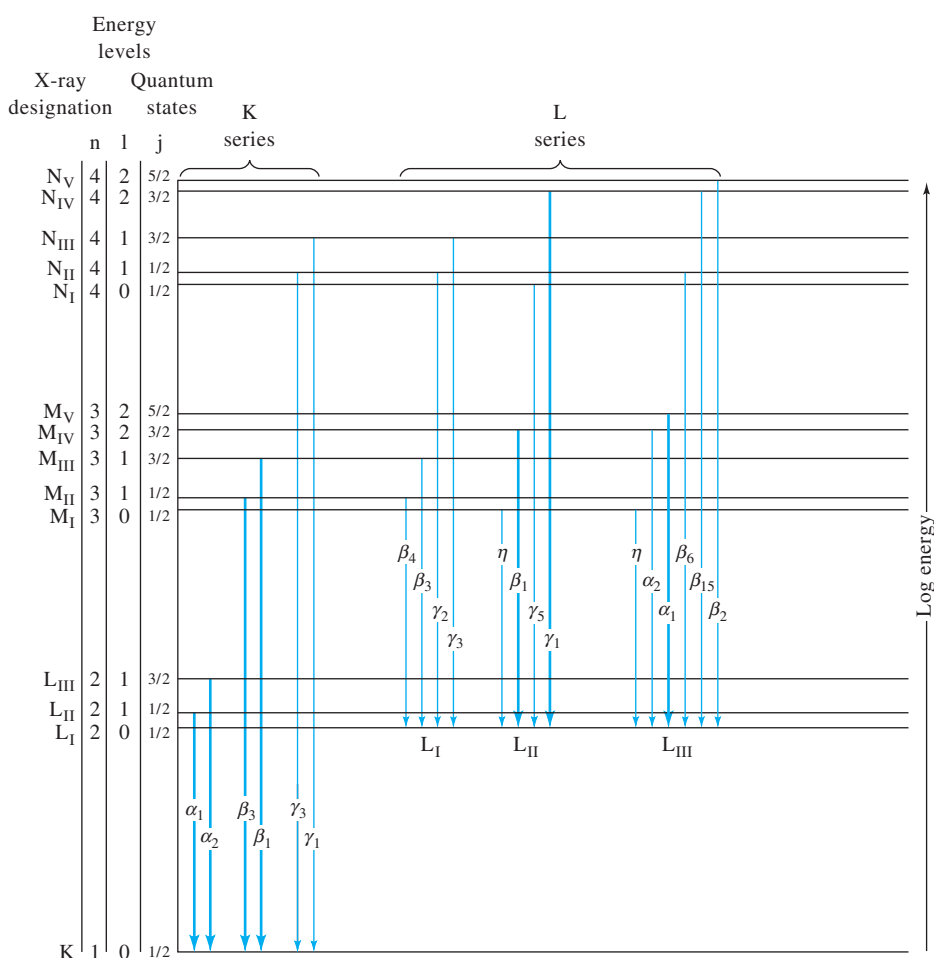 Energy
levels
X-ray Quantum
designation states
K
series
L
series
n l j
N_V 4 2 5/2
N_IV 4 2 3/2
N_III 4 1 3/2
N_II 4 1 1/2
N_I 4 0 1/2
M_V 3 2 5/2
M_IV 3 2 3/2
M_III 3 1 3/2
M_II 3 1 1/2
M_I 3 0 1/2
β₄ η η β₆
β₃ β₁ α₂ β₁₅
γ₂ γ₅ α₁ β₂
γ₃ γ₁
Log energy
L_III 2 1 3/2
L_II 2 1 1/2
L_I 2 0 1/2
L_I L_II L_III
α₁ β₃ γ₃
α₂ β₁ γ₁
K 1 0 1/2